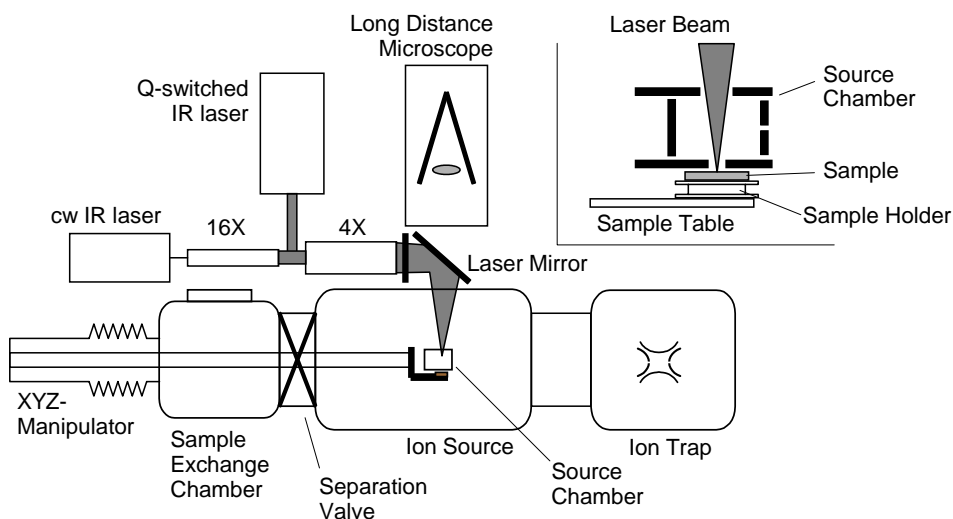 Long Distance
Microscope
Q-switched
IR laser
cw IR laser
16X
4X
Laser Mirror
XYZ-
Manipulator
Sample
Exchange
Chamber
Separation
Valve
Ion Source
Source
Chamber
Ion Trap
Laser Beam
Source
Chamber
Sample
Sample Holder
Sample Table